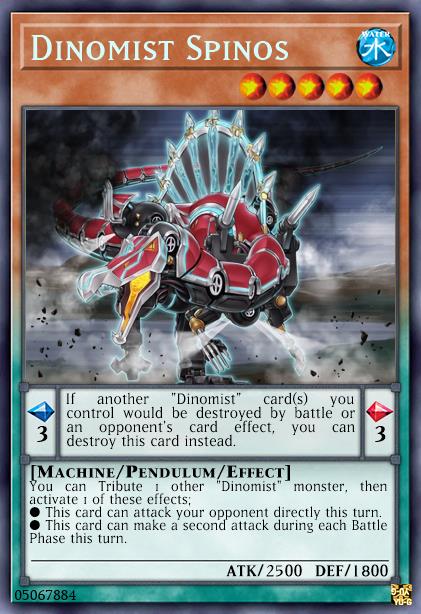 DINOMIST SPINOS
WATER
水
If another "Dinomist" card(s) you
control would be destroyed by battle or
an opponent's card effect, you can
destroy this card instead.
3
3
[MACHINE/PENDULUM/EFFECT]
You can Tribute 1 other "Dinomist" monster, then
activate 1 of these effects;
● This card can attack your opponent directly this turn.
● This card can make a second attack during each Battle
Phase this turn.
ATK/2500 DEF/1800
05067884